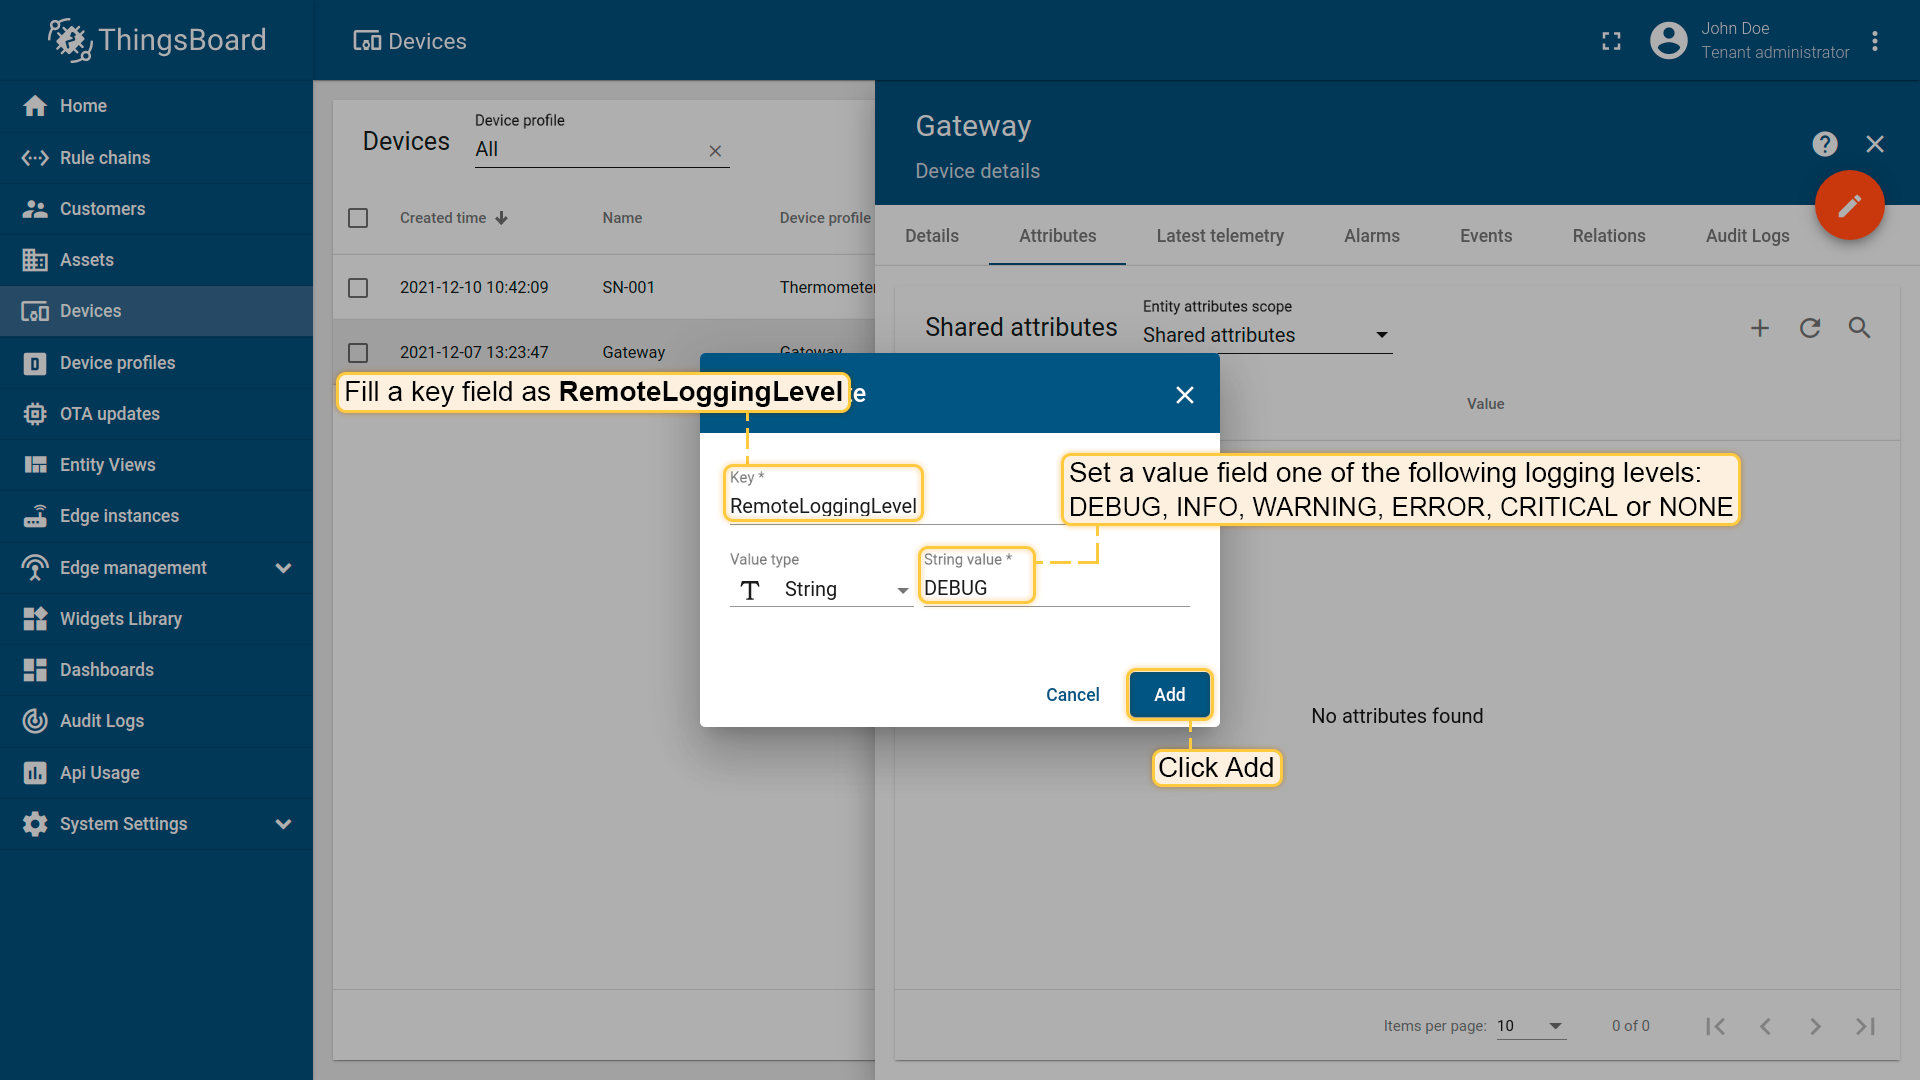 ThingsBoard
Devices
John Doe
Tenant administrator
Home
Rule chains
Customers
Assets
Devices
Device profiles
OTA updates
Entity Views
Edge instances
Edge management
Widgets Library
Dashboards
Audit Logs
Api Usage
System Settings
Devices
Device profile
All
Created time
Name
Device profile
2021-12-10 10:42:09
SN-001
Thermometer
2021-12-07 13:23:47
Gateway
Gateway
Gateway
Device details
Details
Attributes
Latest telemetry
Alarms
Events
Relations
Audit Logs
Shared attributes
Entity attributes scope
Shared attributes
Value
No attributes found
Items per page: 10
0 of 0
Fill a key field as RemoteLoggingLevel
te
Key *
RemoteLoggingLevel
Set a value field one of the following logging levels:
DEBUG, INFO, WARNING, ERROR, CRITICAL or NONE
Value type
String
String value *
DEBUG
Cancel
Add
Click Add